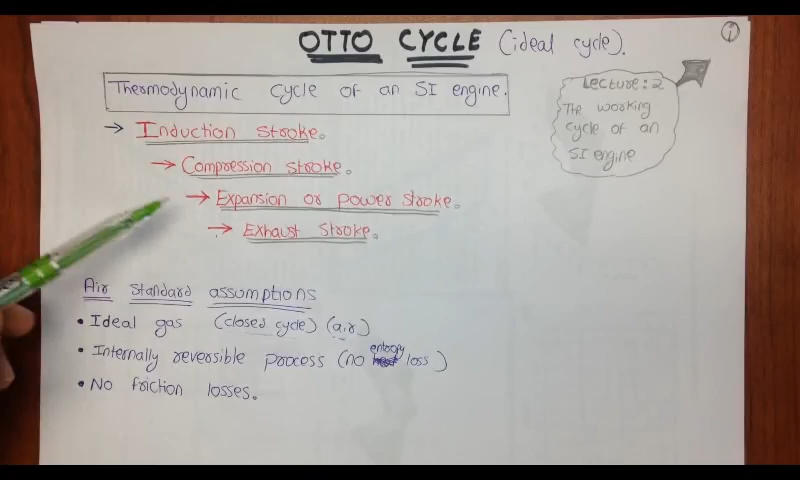 OTTO CYCLE (ideal cycle).
i
Thermodynamic cycle of an SI engine.
Lecture: 2
The working
cycle of an
SI engine
→ Induction stroke.
→ Compression stroke.
→ Expansion or power stroke.
→ Exhaust stroke.
Air standard assumptions
• Ideal gas (closed cycle) (air)
• Internally reversible process (no entropy loss)
• No friction losses.